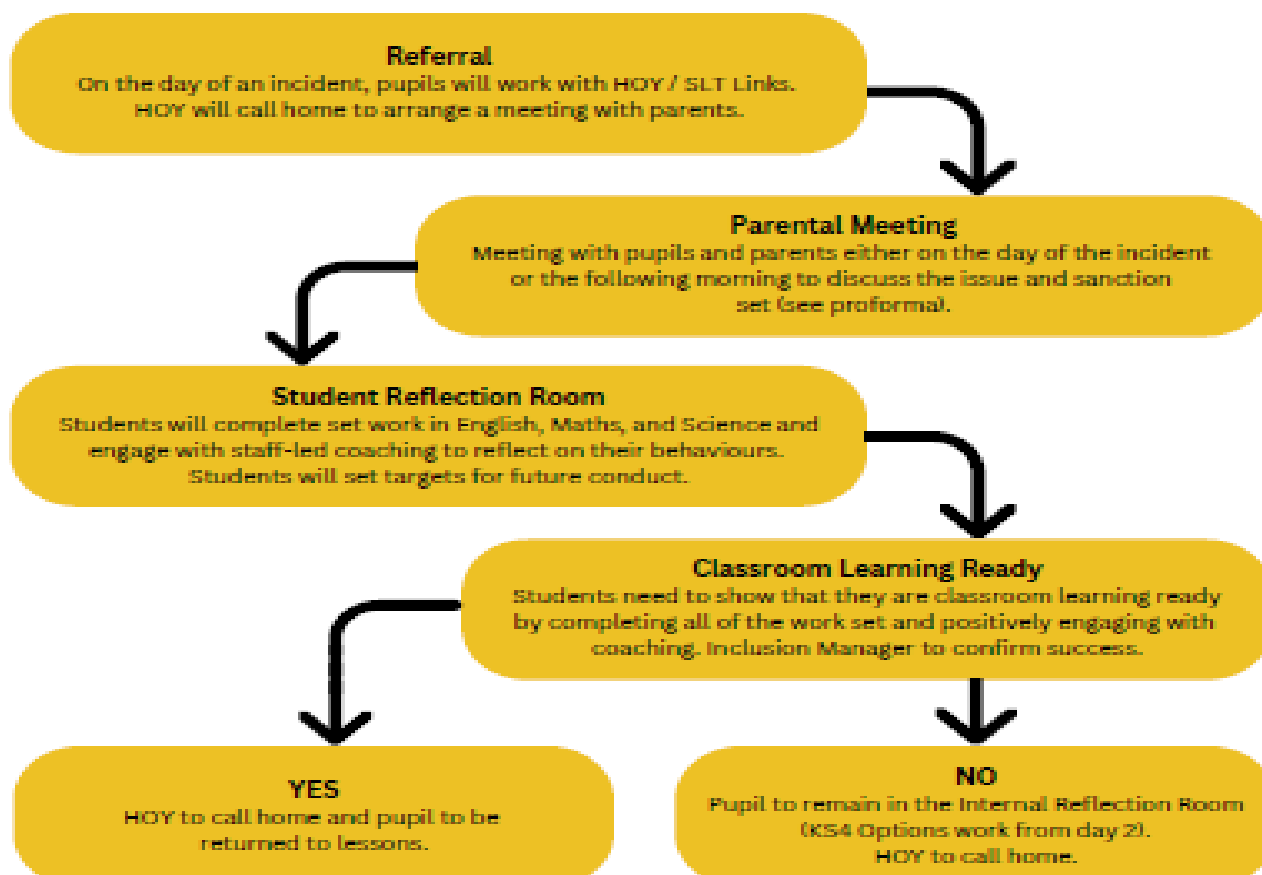 Referral
On the day of an incident, pupils will work with HOY / SLT Links.
HOY will call home to arrange a meeting with parents.
Parental Meeting
Meeting with pupils and parents either on the day of the incident
or the following morning to discuss the issue and sanction
set (see proforma).
Student Reflection Room
Students will complete set work in English, Maths, and Science and
engage with staff-led coaching to reflect on their behaviours.
Students will set targets for future conduct.
Classroom Learning Ready
Students need to show that they are classroom learning ready
by completing all of the work set and positively engaging with
coaching. Inclusion Manager to confirm success.
YES
HOY to call home and pupil to be
returned to lessons.
NO
Pupil to remain in the Internal Reflection Room
(KS4 Options work from day 2).
HOY to call home.